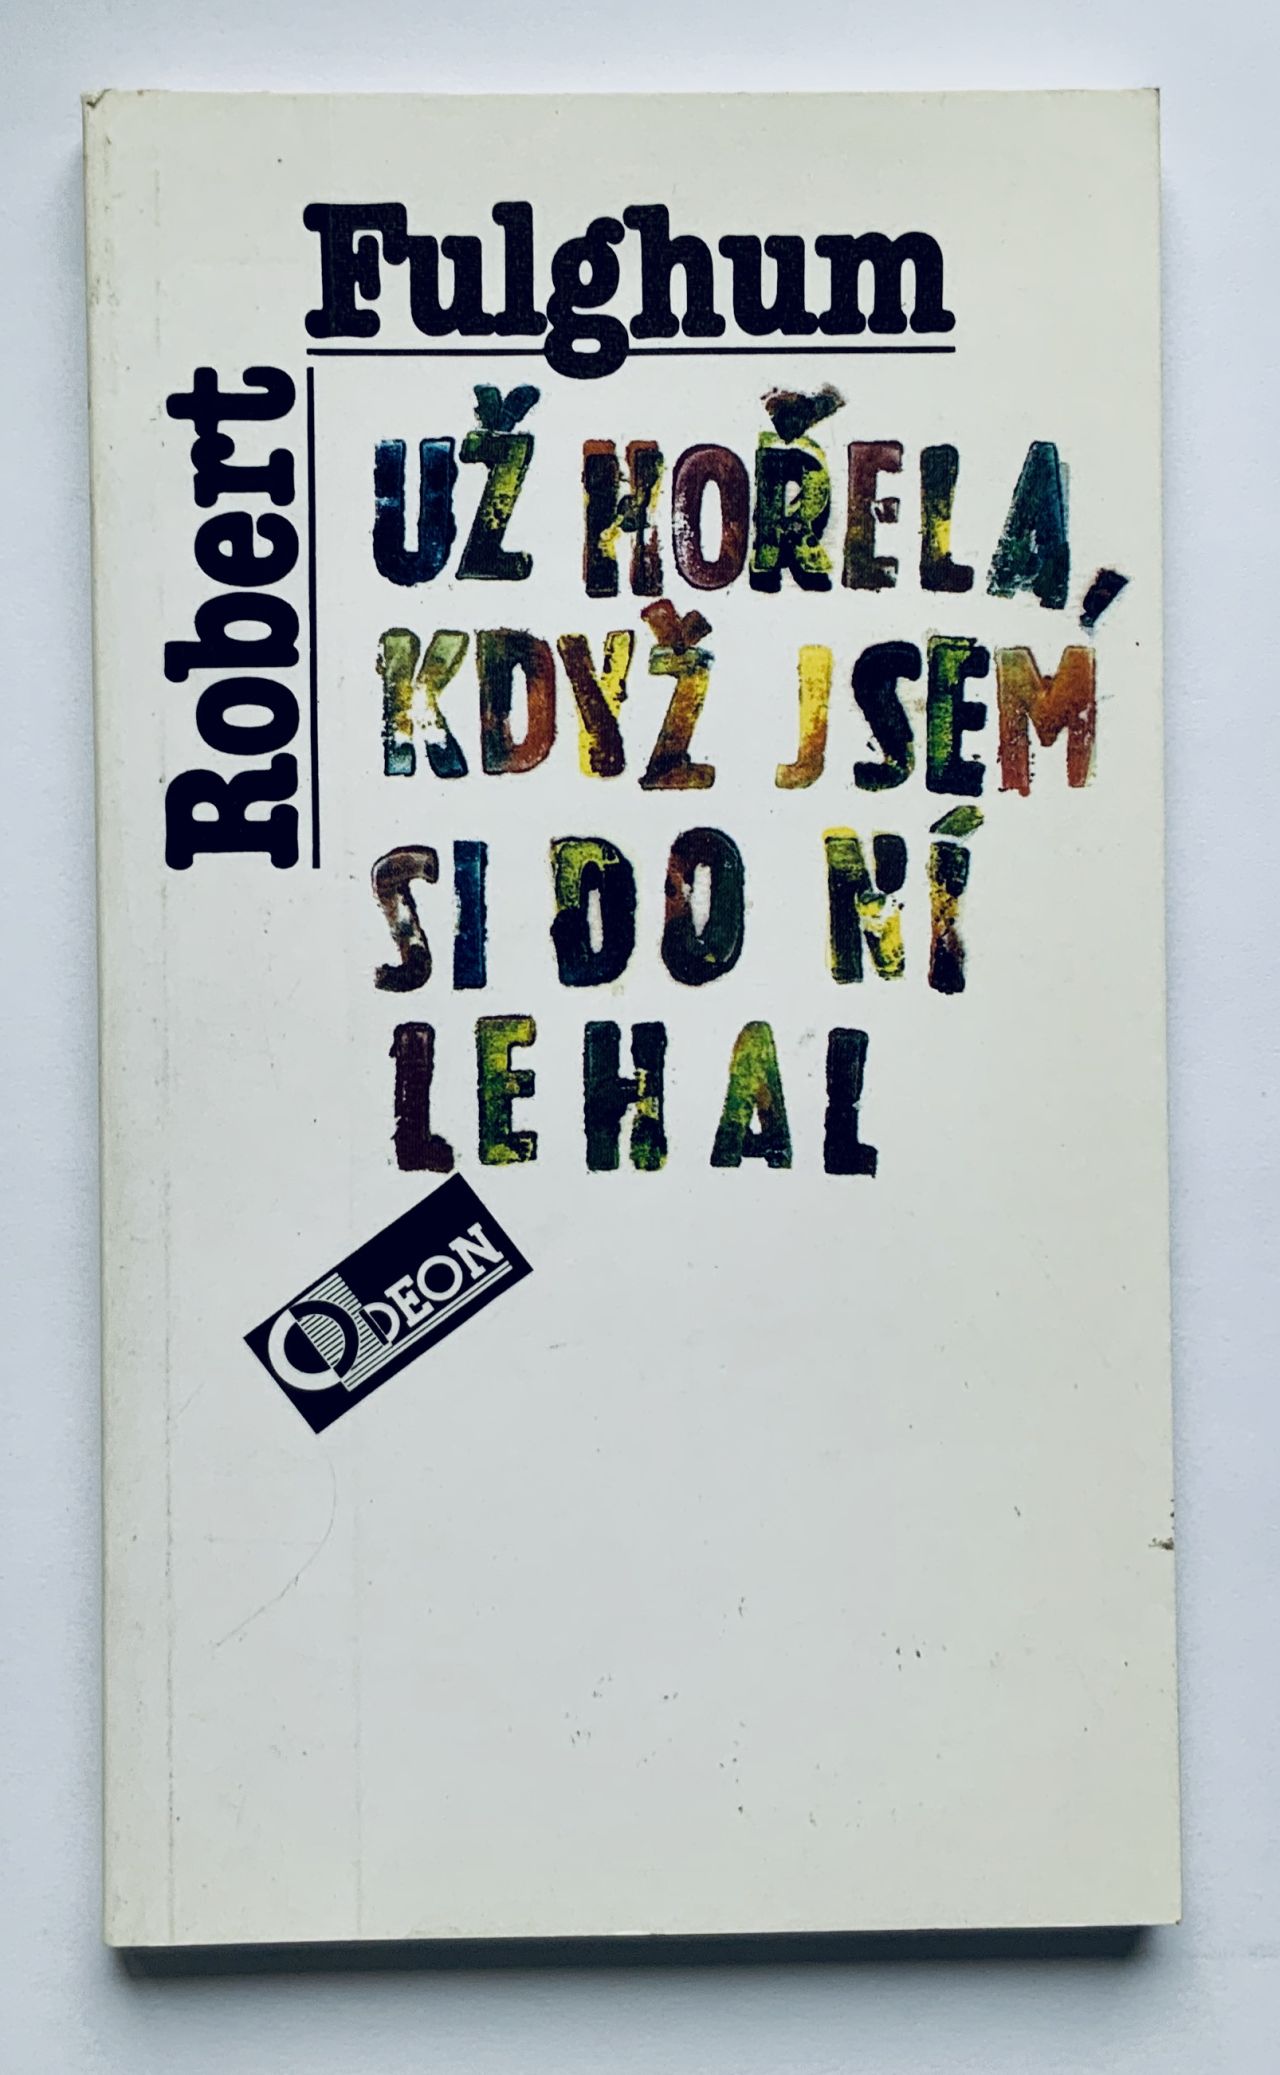 Robert
Fulghum
UŽ HOŘELA,
KDYŽ JSEM
SI DO NÍ
LEHAL
ODEON